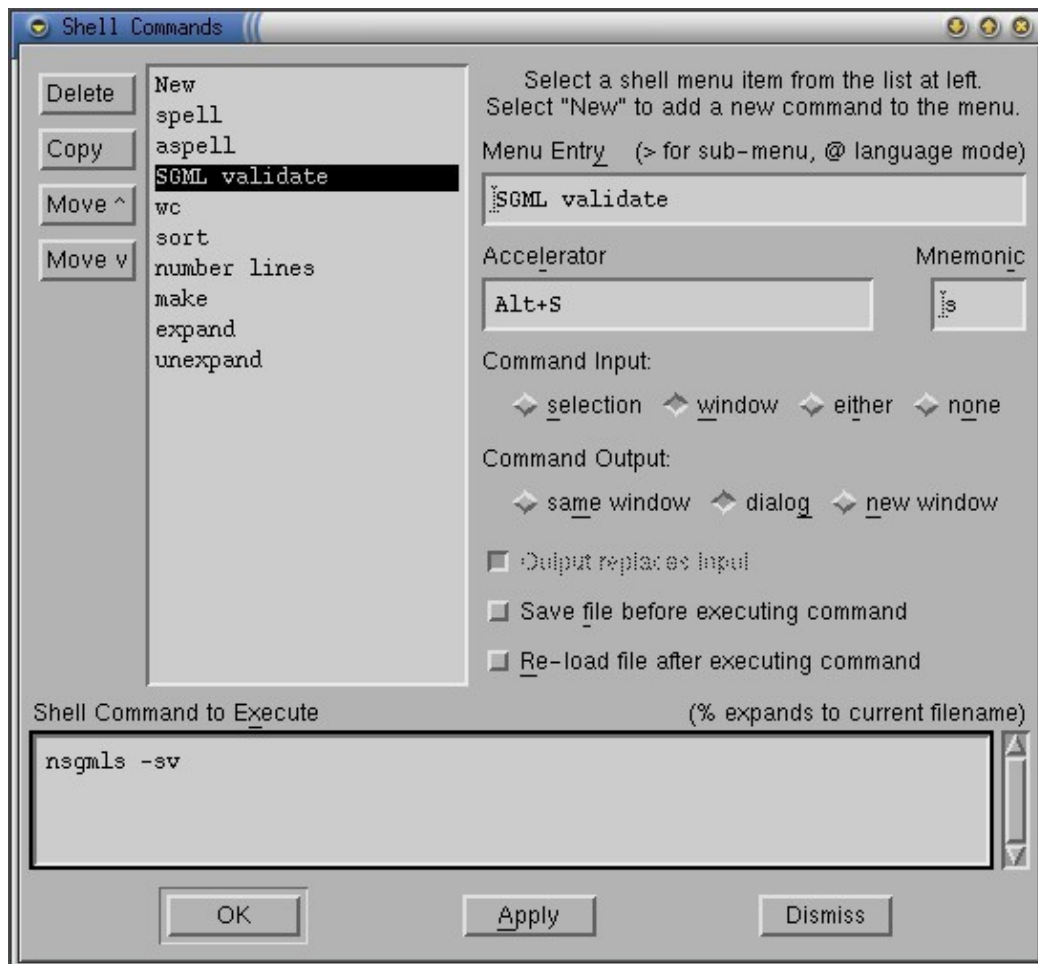 Shell Commands
Delete
Copy
Move ^
Move v
New
spell
aspell
SGML validate
wc
sort
number lines
make
expand
unexpand
Select a shell menu item from the list at left.
Select "New" to add a new command to the menu.
Menu Entry (> for sub-menu, @ language mode)
SGML validate
Accelerator Mnemonic
Alt+S s
Command Input:
selection window either none
Command Output:
same window dialog new window
Output replaces Input
Save file before executing command
Re-load file after executing command
Shell Command to Execute (% expands to current filename)
nsgmls -sv
OK Apply Dismiss